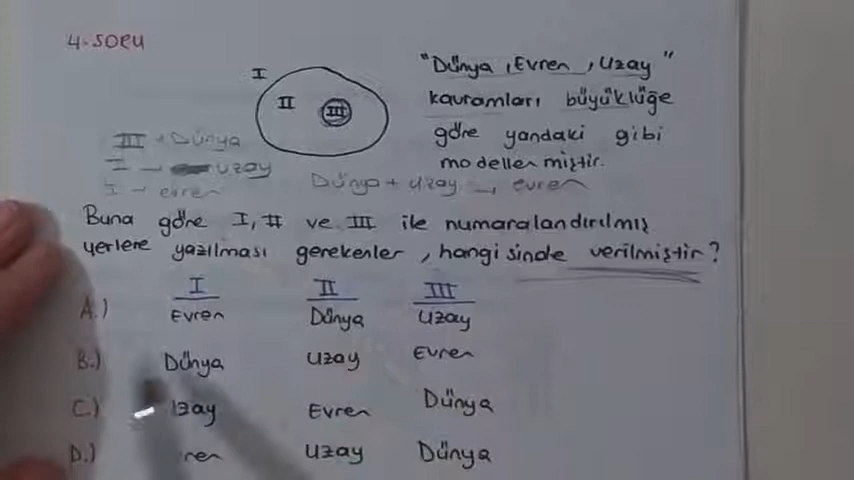 4-SORU
I
II
III
"Dünya, Evren, Uzay"
kavramları büyüklüğe
göre yandaki gibi
modellenmiştir.
III → Dünya
I → uzay
I → evren
Dünya + uzay → evren
Buna göre I, II ve III ile numaralandırılmış
yerlere yazılması gerekenler, hangisinde verilmiştir?
I II III
A.) Evren Dünya Uzay
B.) Dünya Uzay Evren
C.) Evren Dünya
D.) Uzay Dünya